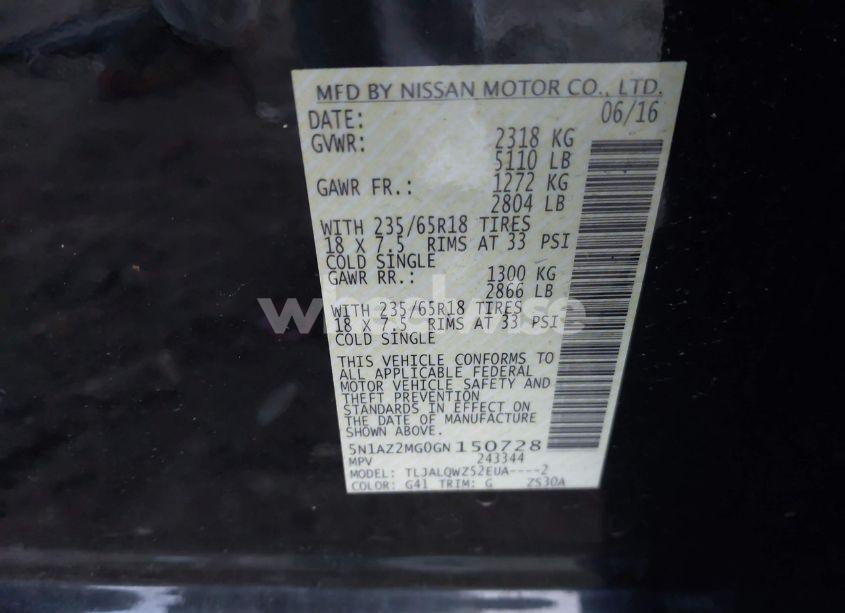 MFD BY NISSAN MOTOR CO., LTD.
DATE: 06/16
GVWR: 2318 KG
5110 LB
GAWR FR.: 1272 KG
2804 LB
WITH 235/65R18 TIRES
18 X 7.5 RIMS AT 33 PSI
COLD SINGLE
GAWR RR.: 1300 KG
2866 LB
WITH 235/65R18 TIRES
18 X 7.5 RIMS AT 33 PSI
COLD SINGLE
THIS VEHICLE CONFORMS TO
ALL APPLICABLE FEDERAL
MOTOR VEHICLE SAFETY AND
THEFT PREVENTION
STANDARDS IN EFFECT ON
THE DATE OF MANUFACTURE
SHOWN ABOVE.
5N1AZ2MG0GN150728
MPV 243344
MODEL: TLJALQWZ52EUA----2
COLOR: G41 TRIM: G ZS30A